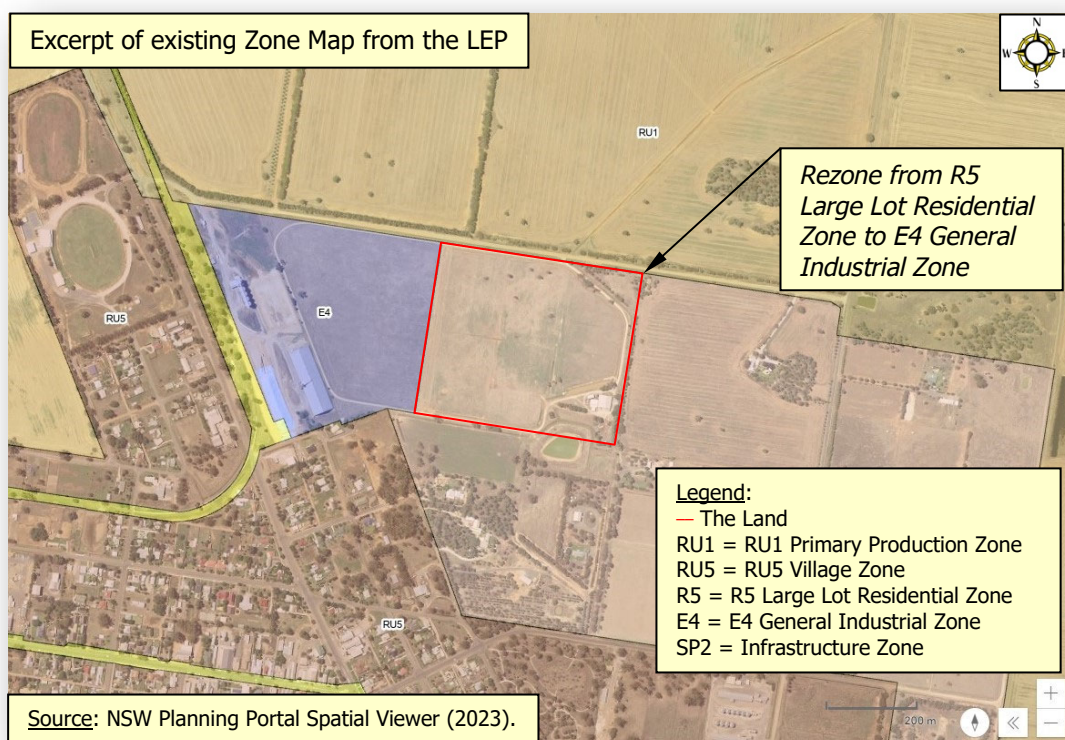 Excerpt of existing Zone Map from the LEP
N
W
E
S
RU1
Rezone from R5
Large Lot Residential
Zone to E4 General
Industrial Zone
E4
RU5
Legend:
— The Land
RU1 = RU1 Primary Production Zone
RU5 = RU5 Village Zone
R5 = R5 Large Lot Residential Zone
E4 = E4 General Industrial Zone
SP2 = Infrastructure Zone
RU5
Source: NSW Planning Portal Spatial Viewer (2023).
200 m